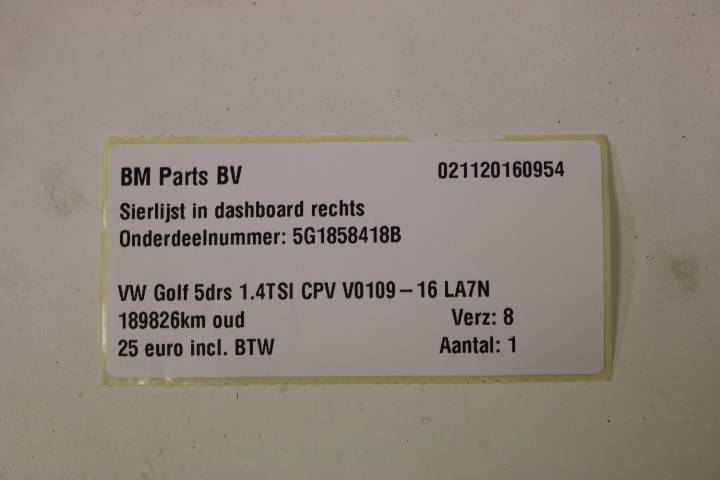 BM Parts BV 021120160954
Sierlijst in dashboard rechts
Onderdeelnummer: 5G1858418B
VW Golf 5drs 1.4TSI CPV V0109-16 LA7N
189826km oud Verz: 8
25 euro incl. BTW Aantal: 1